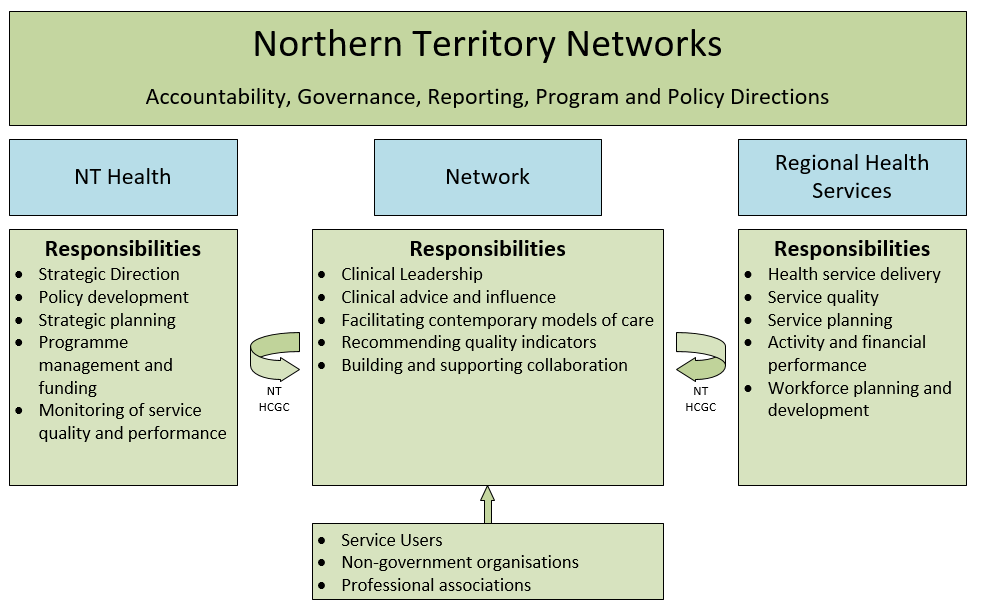 Northern Territory Networks
Accountability, Governance, Reporting, Program and Policy Directions
NT Health
Network
Regional Health
Services
Responsibilities
• Strategic Direction
• Policy development
• Strategic planning
• Programme
management and
funding
• Monitoring of service
quality and performance
NT
HCGC
Responsibilities
• Clinical Leadership
• Clinical advice and influence
• Facilitating contemporary models of care
• Recommending quality indicators
• Building and supporting collaboration
NT
HCGC
Responsibilities
• Health service delivery
• Service quality
• Service planning
• Activity and financial
performance
• Workforce planning and
development
• Service Users
• Non-government organisations
• Professional associations